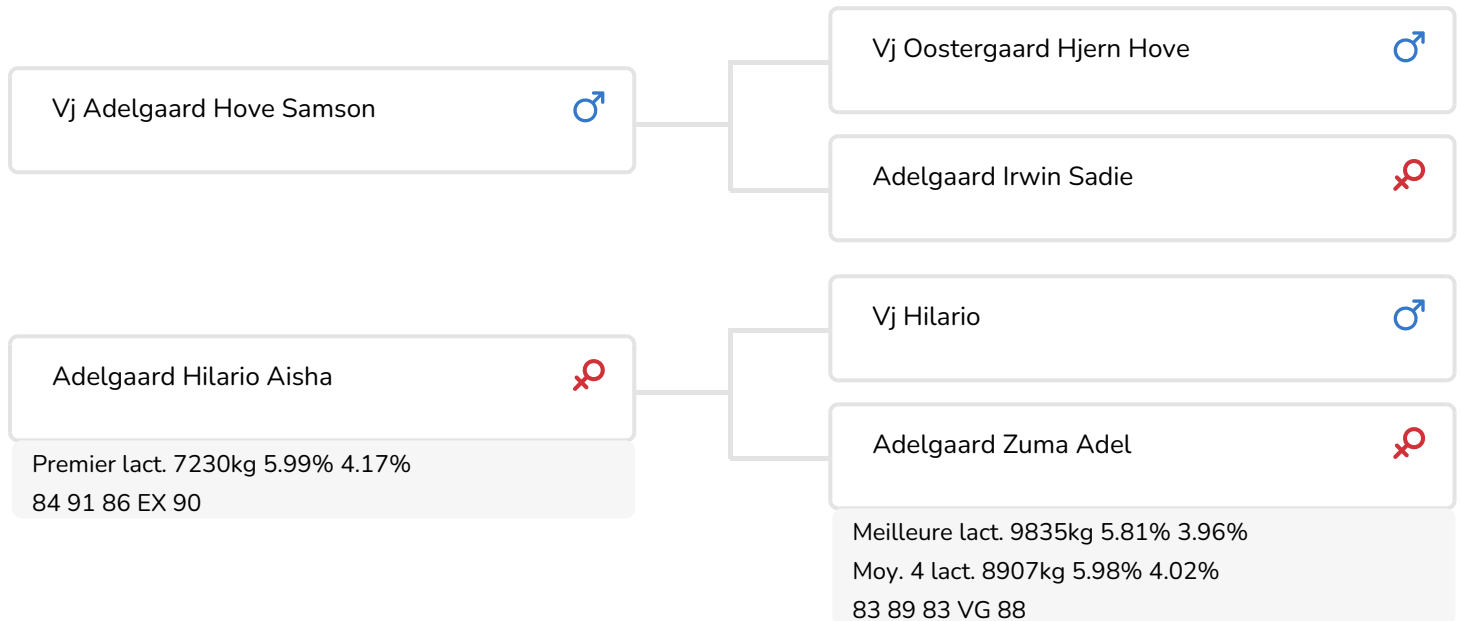 Vj Adelgaard Hove Samson
Vj Oostergaard Hjern Hove
Adelgaard Irwin Sadie
Adelgaard Hilario Aisha
Premier lact. 7230kg 5.99% 4.17%
84 91 86 EX 90
Vj Hilario
Adelgaard Zuma Adel
Meilleure lact. 9835kg 5.81% 3.96%
Moy. 4 lact. 8907kg 5.98% 4.02%
83 89 83 VG 88